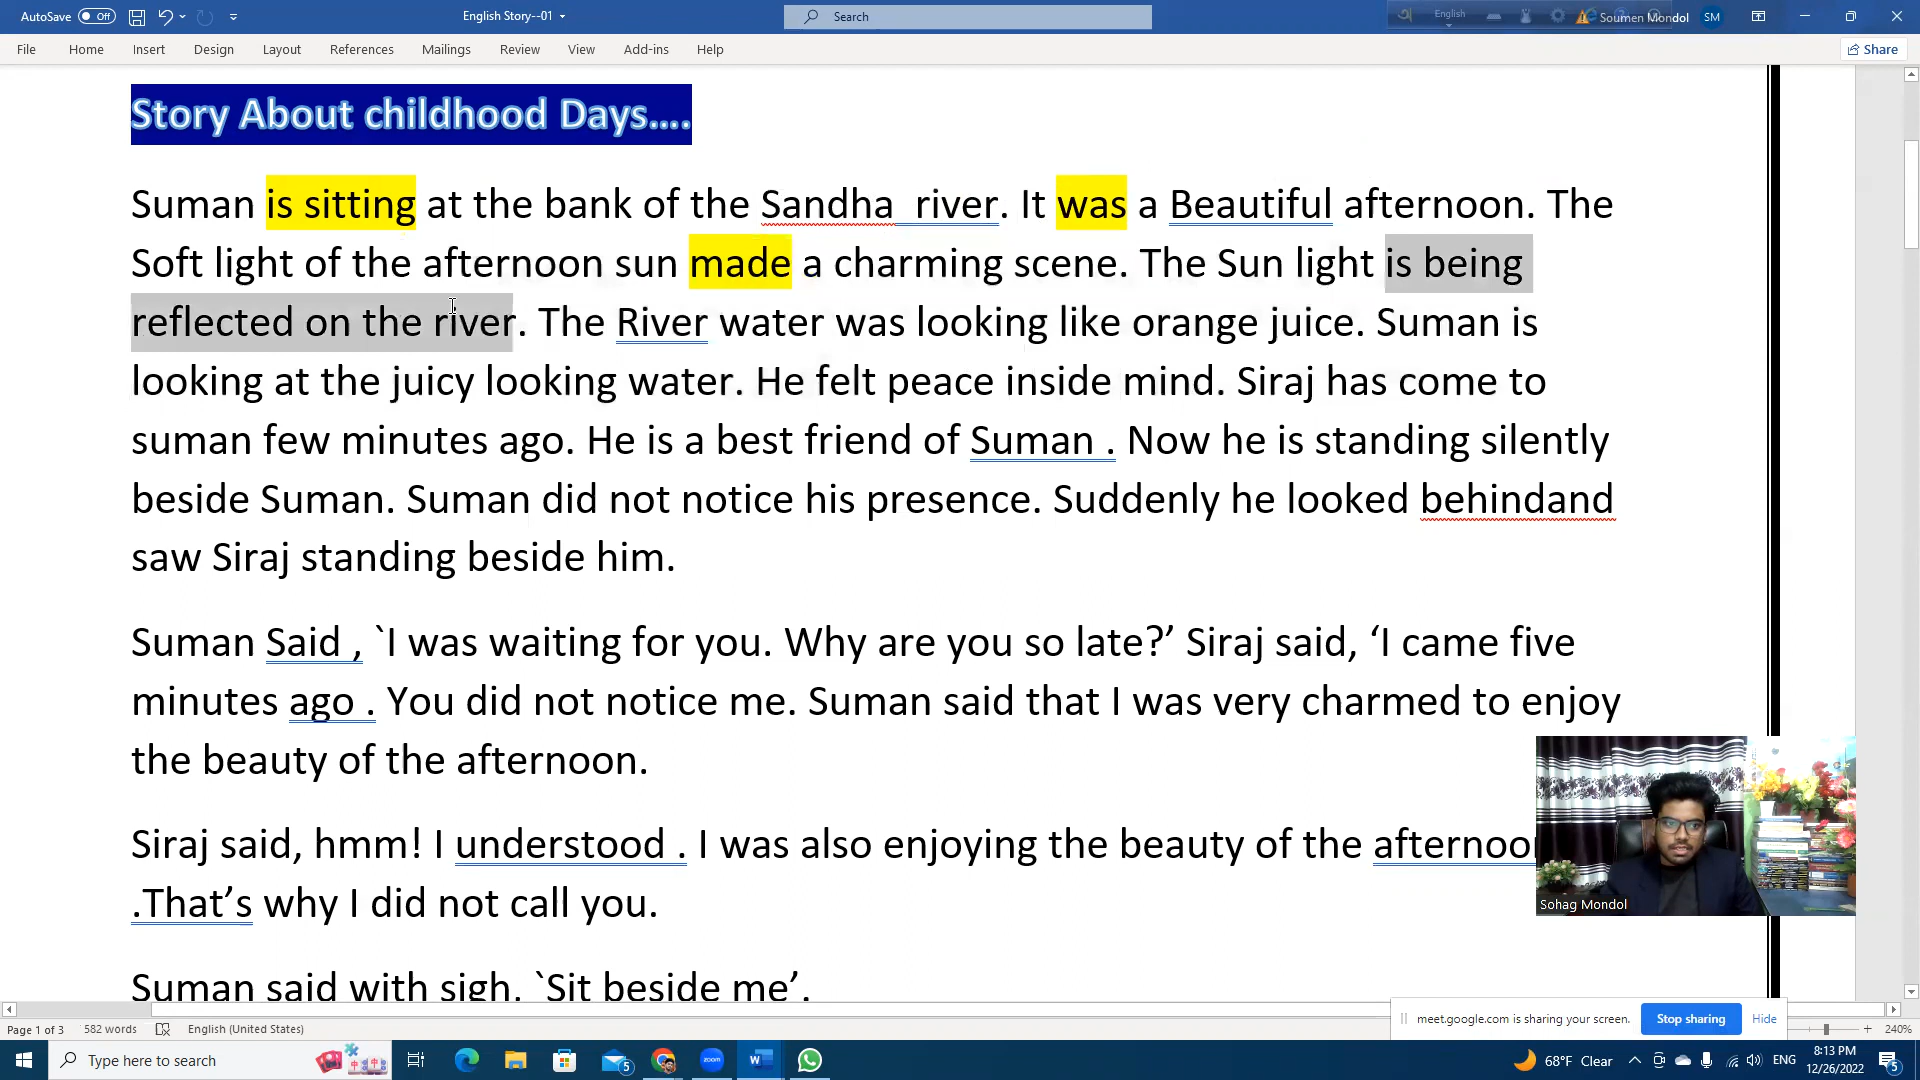 AutoSave Off English Story--01 Search English Soumen Mondol SM
File Home Insert Design Layout References Mailings Review View Add-ins Help Share
Story About childhood Days....
Suman is sitting at the bank of the Sandha river. It was a Beautiful afternoon. The
Soft light of the afternoon sun made a charming scene. The Sun light is being
reflected on the river. The River water was looking like orange juice. Suman is
looking at the juicy looking water. He felt peace inside mind. Siraj has come to
suman few minutes ago. He is a best friend of Suman . Now he is standing silently
beside Suman. Suman did not notice his presence. Suddenly he looked behindand
saw Siraj standing beside him.
Suman Said , `I was waiting for you. Why are you so late?’ Siraj said, ‘I came five
minutes ago . You did not notice me. Suman said that I was very charmed to enjoy
the beauty of the afternoon.
Siraj said, hmm! I understood . I was also enjoying the beauty of the
.That’s why I did not call you.
Sohag Mondol
Suman said with sigh, `Sit beside me’.
meet.google.com is sharing your screen. Stop sharing Hide
Page 1 of 3 582 words English (United States) 240%
Type here to search 5 zoom 68°F Clear ENG 8:13 PM 5
12/26/2022